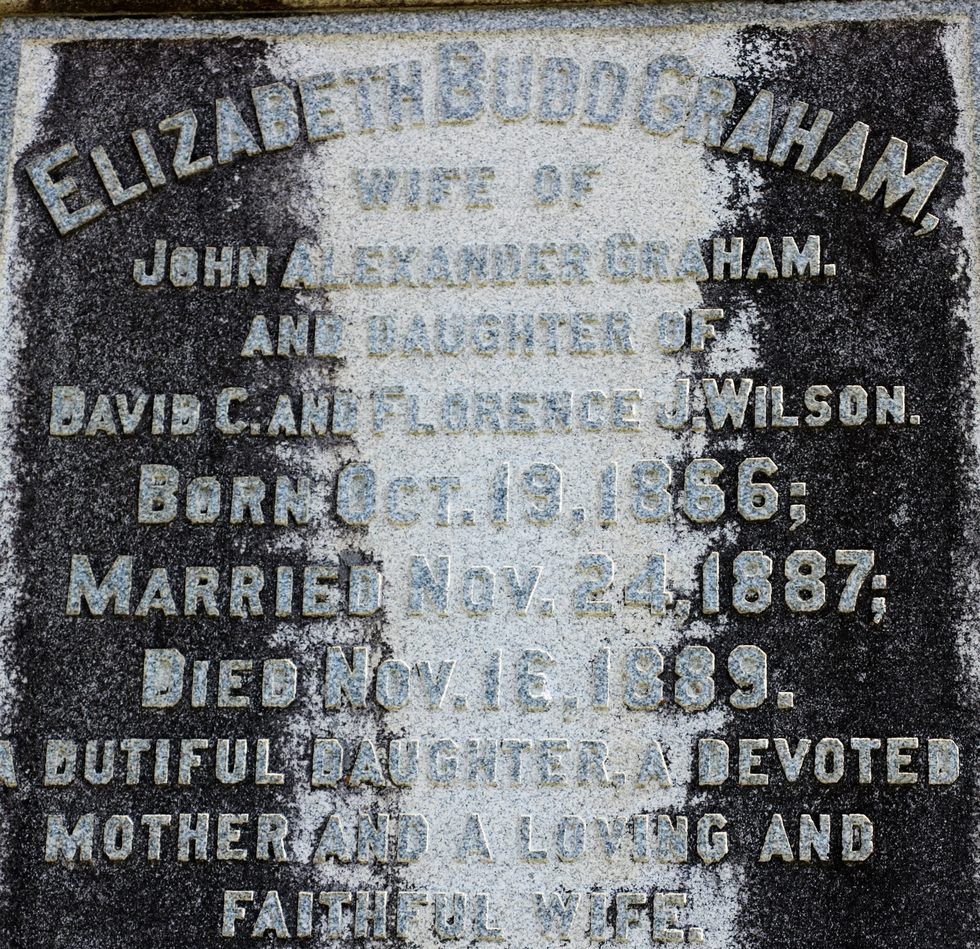 ELIZABETH BUDD GRAHAM,
WIFE OF
JOHN ALEXANDER GRAHAM.
AND DAUGHTER OF
DAVID C. AND FLORENCE J. WILSON.
BORN OCT. 19, 1866;
MARRIED NOV. 24, 1887;
DIED NOV. 1889.
A DUTIFUL DAUGHTER, A DEVOTED
MOTHER AND A LOVING AND
FAITHFUL WIFE.